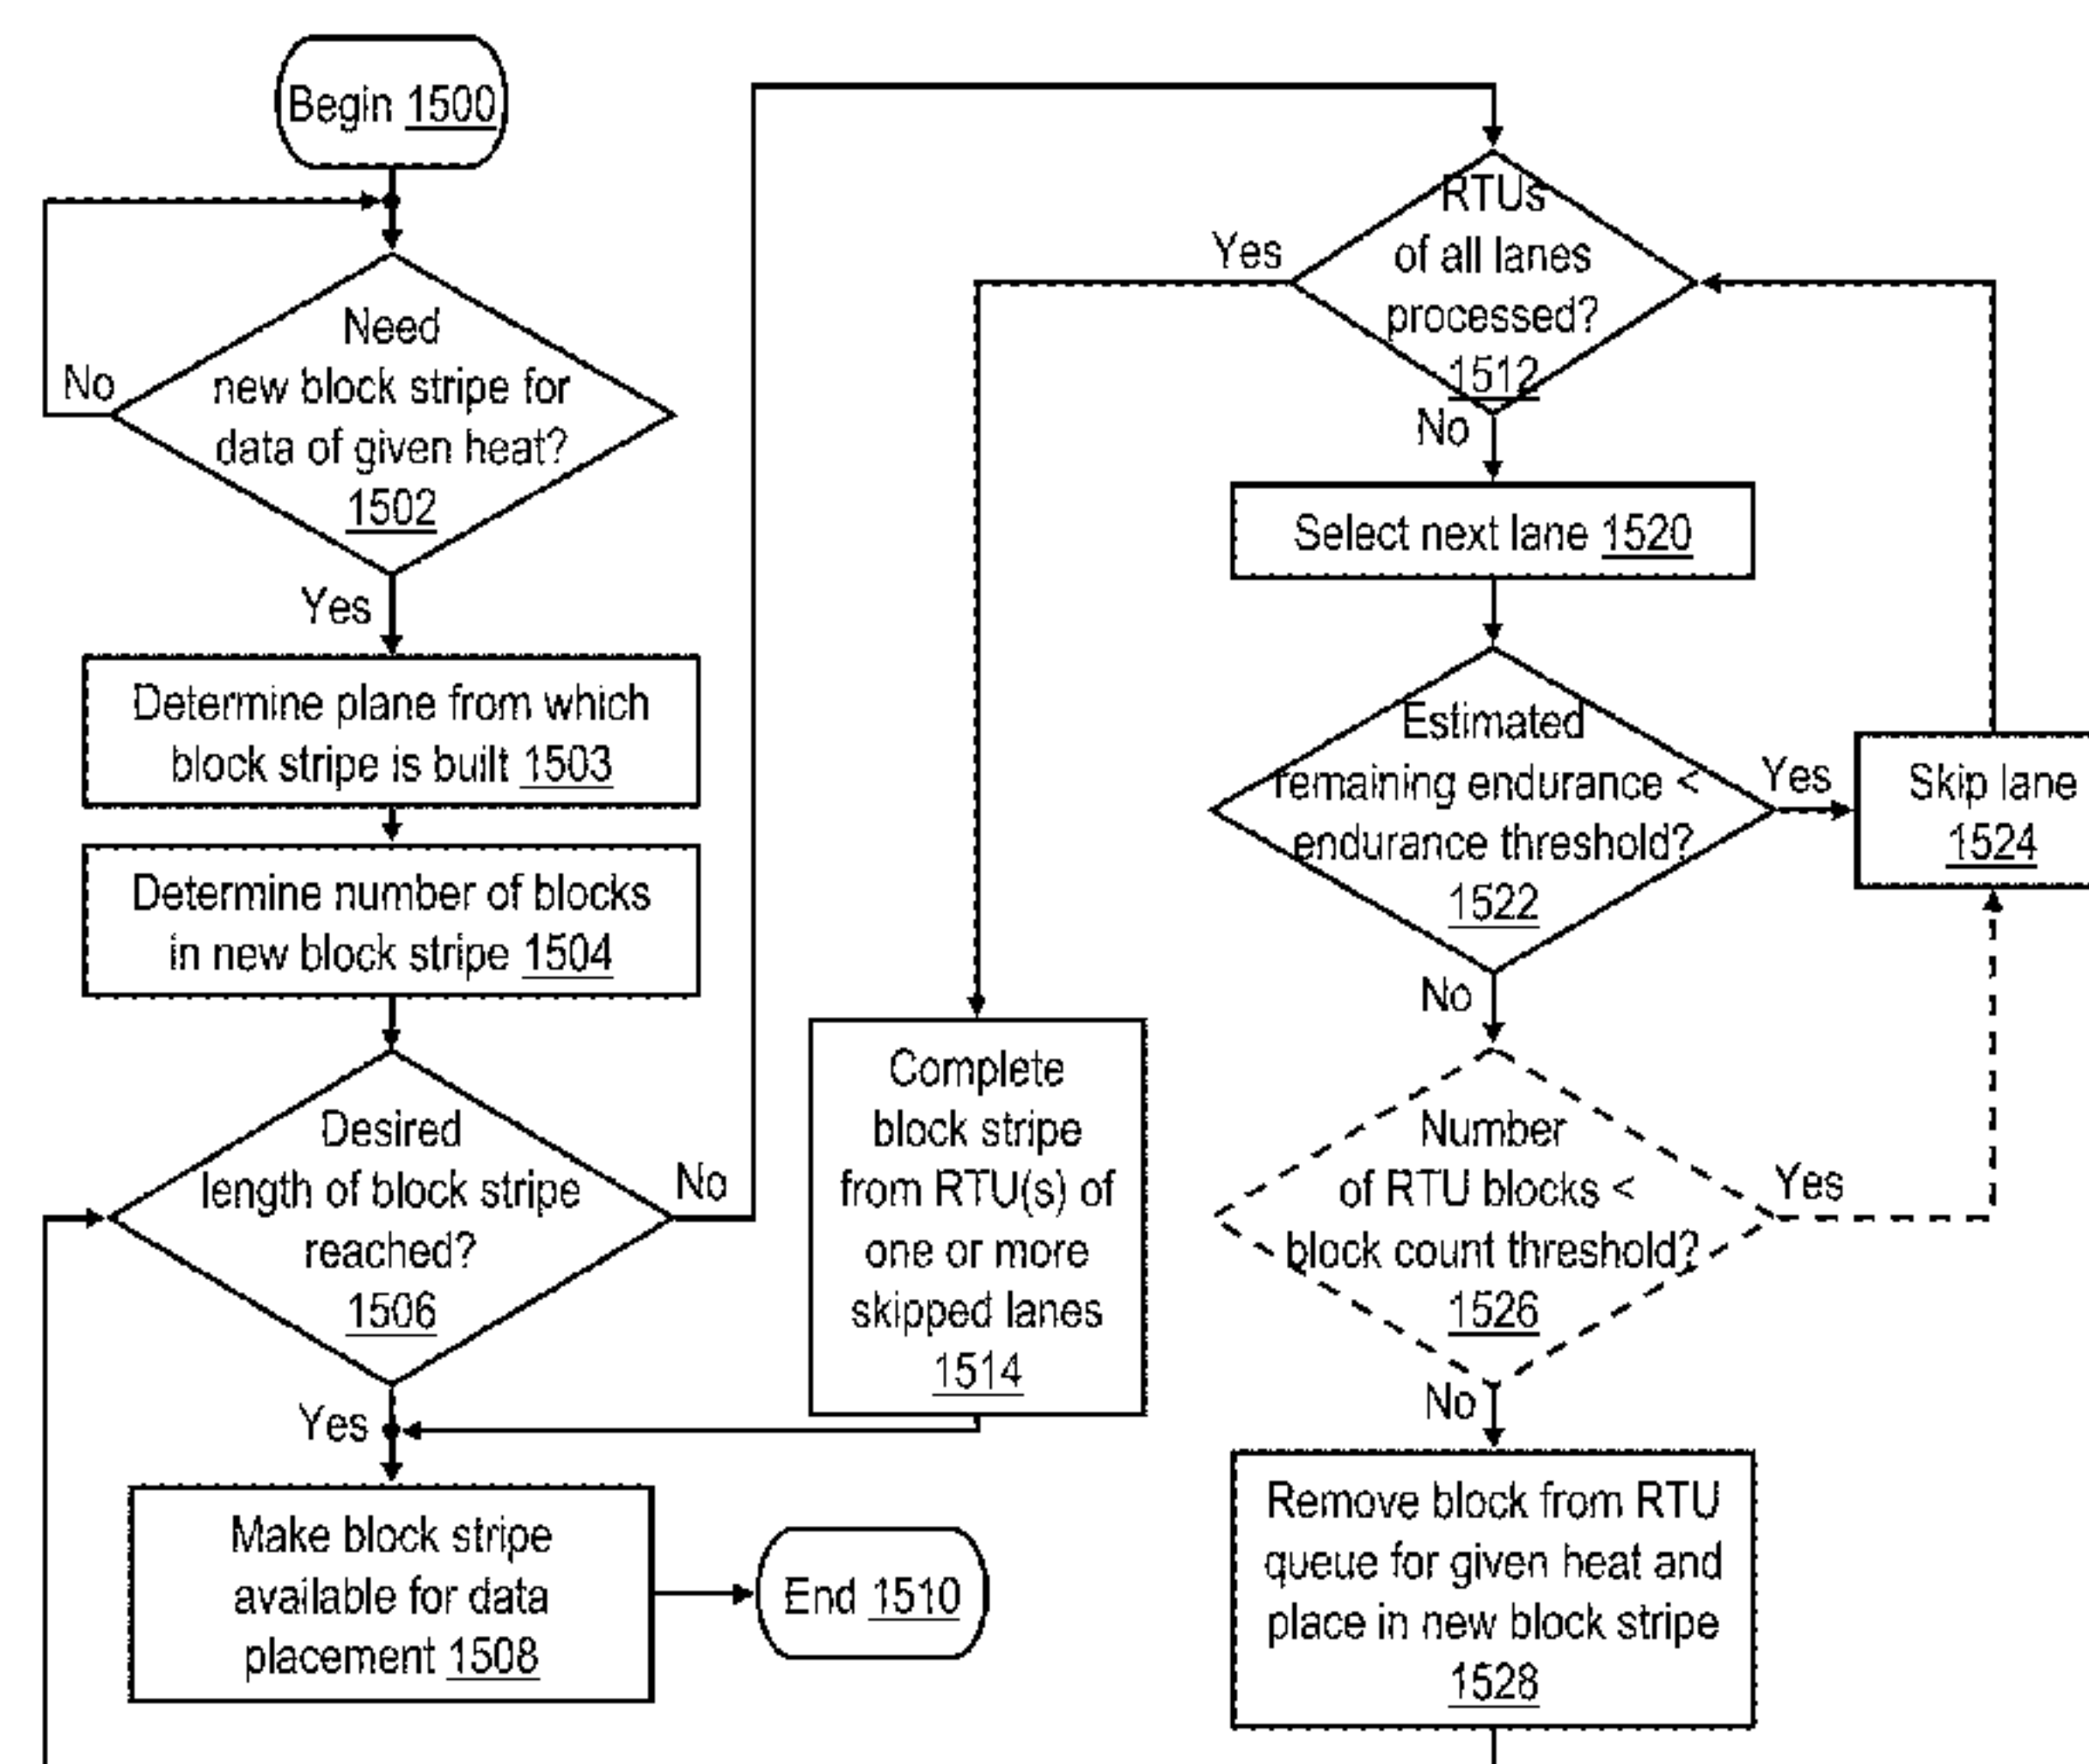 Begin 1500
Need
new block stripe for
data of given heat?
1502
No
Yes
Determine plane from which
block stripe is built 1503
Determine number of blocks
in new block stripe 1504
Desired
length of block stripe
reached?
1506
No
Yes
Make block stripe
available for data
placement 1508
End 1510
RTUs
of all lanes
processed?
1512
Yes
No
Complete
block stripe
from RTU(s) of
one or more
skipped lanes
1514
Select next lane 1520
Estimated
remaining endurance <
endurance threshold?
1522
Yes
No
Skip lane
1524
Number
of RTU blocks <
block count threshold?
1526
Yes
No
Remove block from RTU
queue for given heat and
place in new block stripe
1528